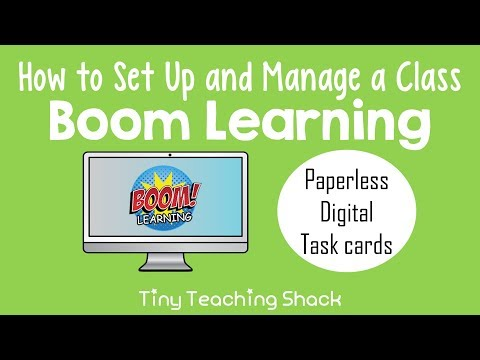 How to Set Up and Manage a Class
Boom Learning
BOOM!
LEARNING
Paperless
Digital
Task cards
Tiny Teaching Shack